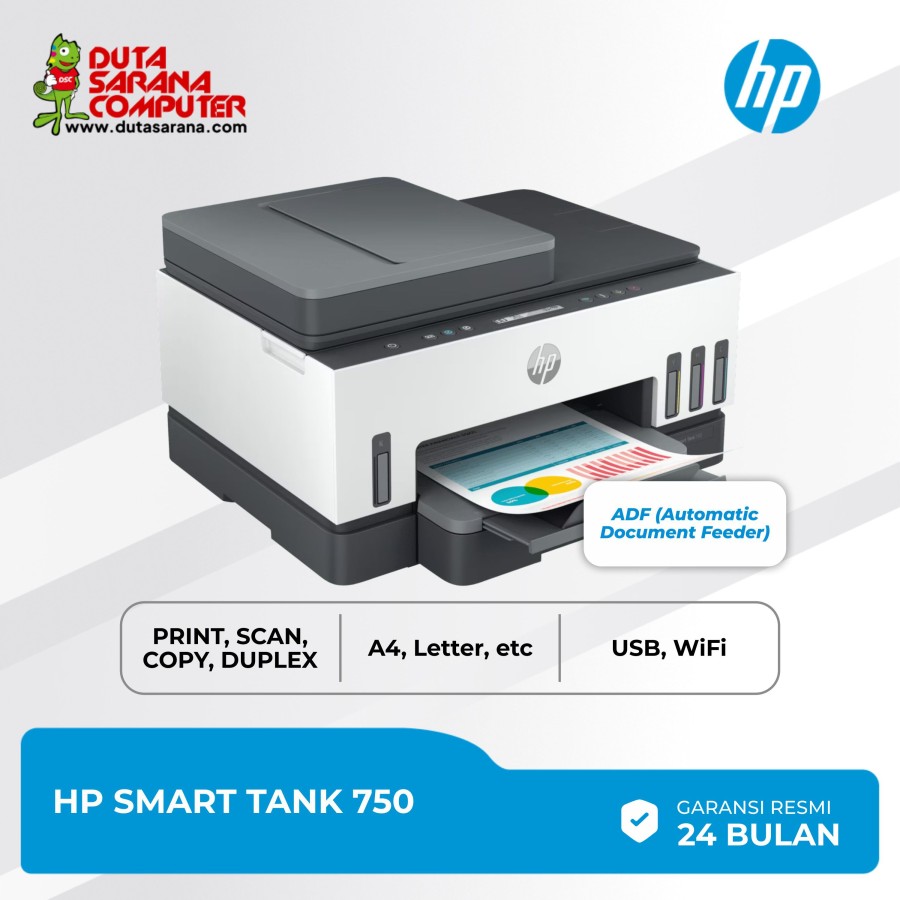 DUTA
SARANA
COMPUTER
DSC
www.dutasarana.com
hp
hp
ADF (Automatic
Document Feeder)
PRINT, SCAN,
COPY, DUPLEX
A4, Letter, etc
USB, WiFi
HP SMART TANK 750
GARANSI RESMI
24 BULAN